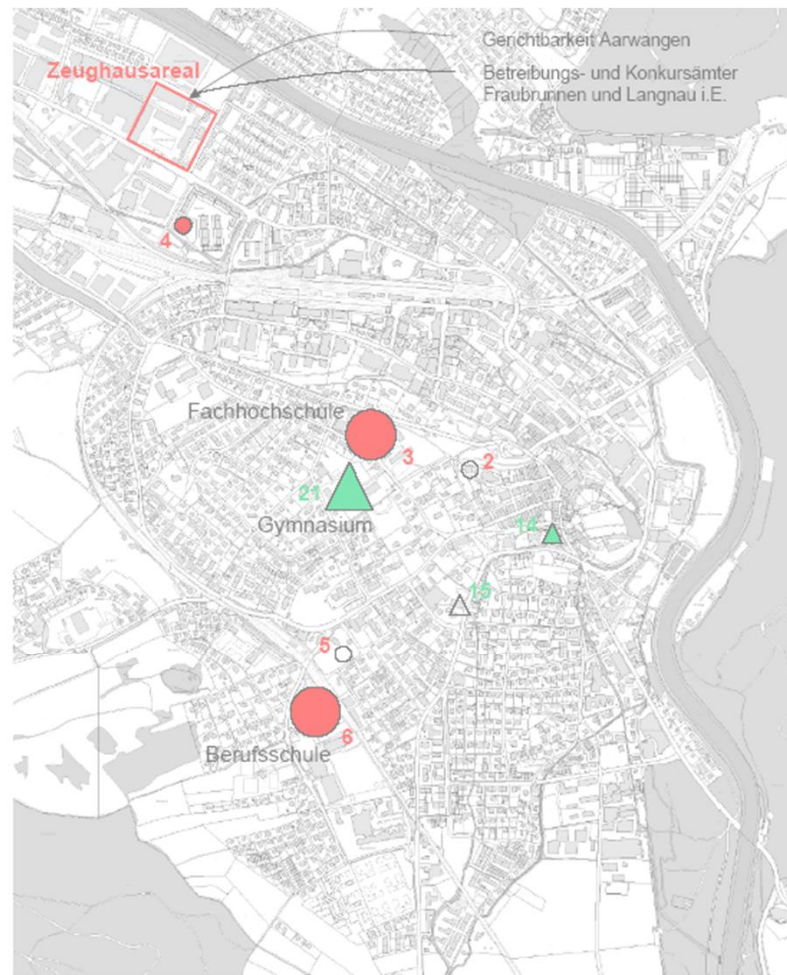 Gerichtbarkeit Aarwangen
Zeughausareal
Betreibungs- und Konkursämter
Fraubrunnen und Langnau i.E.
4
Fachhochschule
3
2
21
Gymnasium
14
15
5
6
Berufsschule